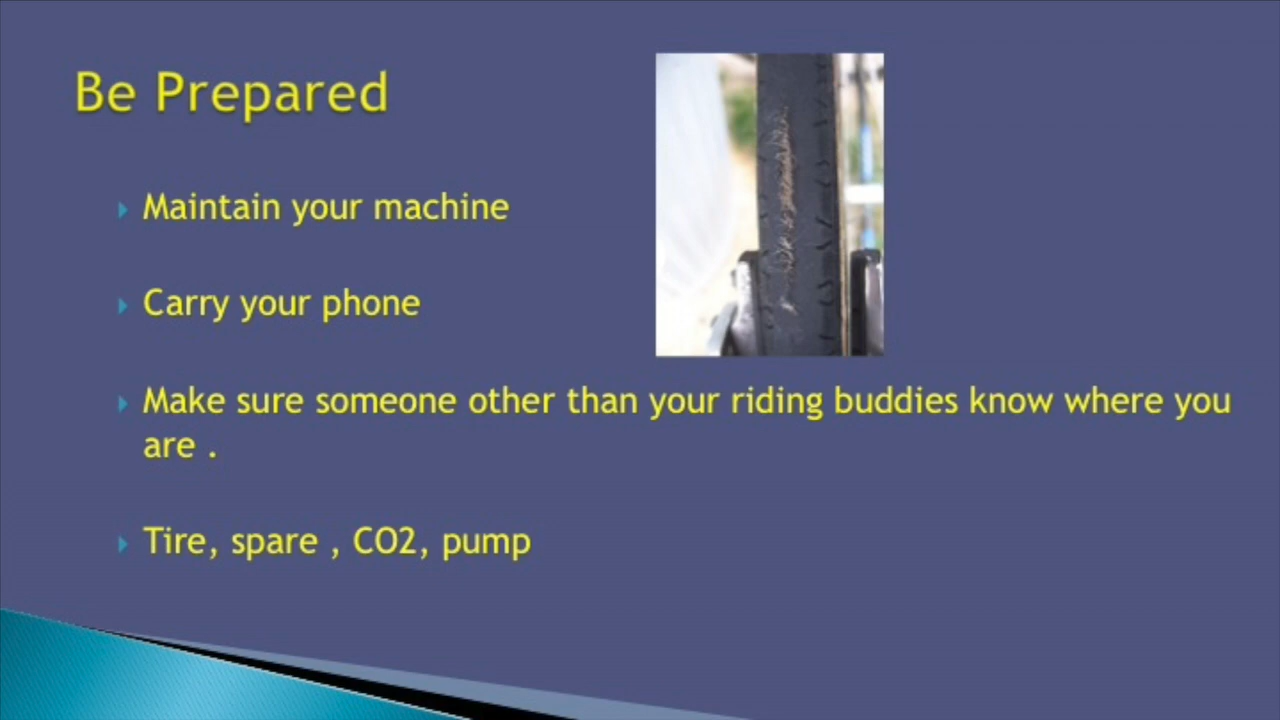 Be Prepared
Maintain your machine
Carry your phone
Make sure someone other than your riding buddies know where you
are .
Tire, spare , CO2, pump